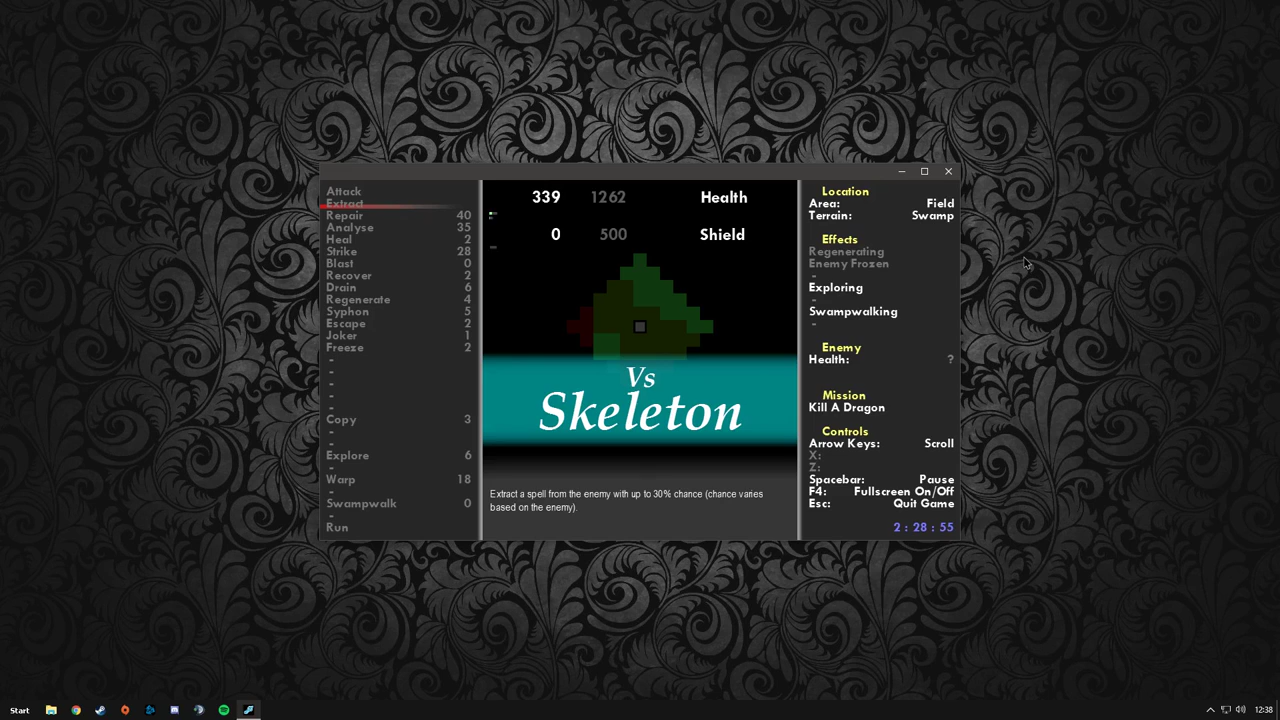 Attack
Extract
Repair 40
Analyse 35
Heal 2
Strike 28
Blast 0
Recover 2
Drain 6
Regenerate 4
Syphon 5
Escape 2
Joker 1
Freeze 2
-
-
-
-
-
Copy 3
-
-
Explore 6
-
Warp 18
-
Swampwalk 0
-
Run
339 1262 Health
0 500 Shield
Vs
Skeleton
Extract a spell from the enemy with up to 30% chance (chance varies
based on the enemy).
Location
Area: Field
Terrain: Swamp
Effects
Regenerating
Enemy Frozen
-
Exploring
-
Swampwalking
-
Enemy
Health: ?
Mission
Kill A Dragon
Controls
Arrow Keys: Scroll
X:
Z:
Spacebar: Pause
F4: Fullscreen On/Off
Esc: Quit Game
2 : 28 : 55
Start
12:38